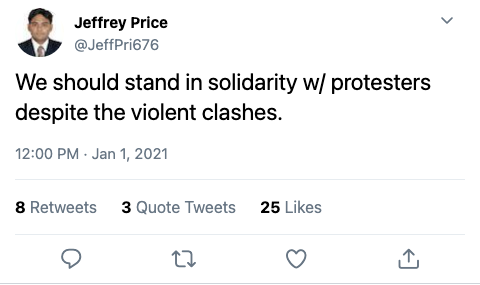 Jeffrey Price
@JeffPri676
We should stand in solidarity w/ protesters
despite the violent clashes.
12:00 PM · Jan 1, 2021
8 Retweets 3 Quote Tweets 25 Likes